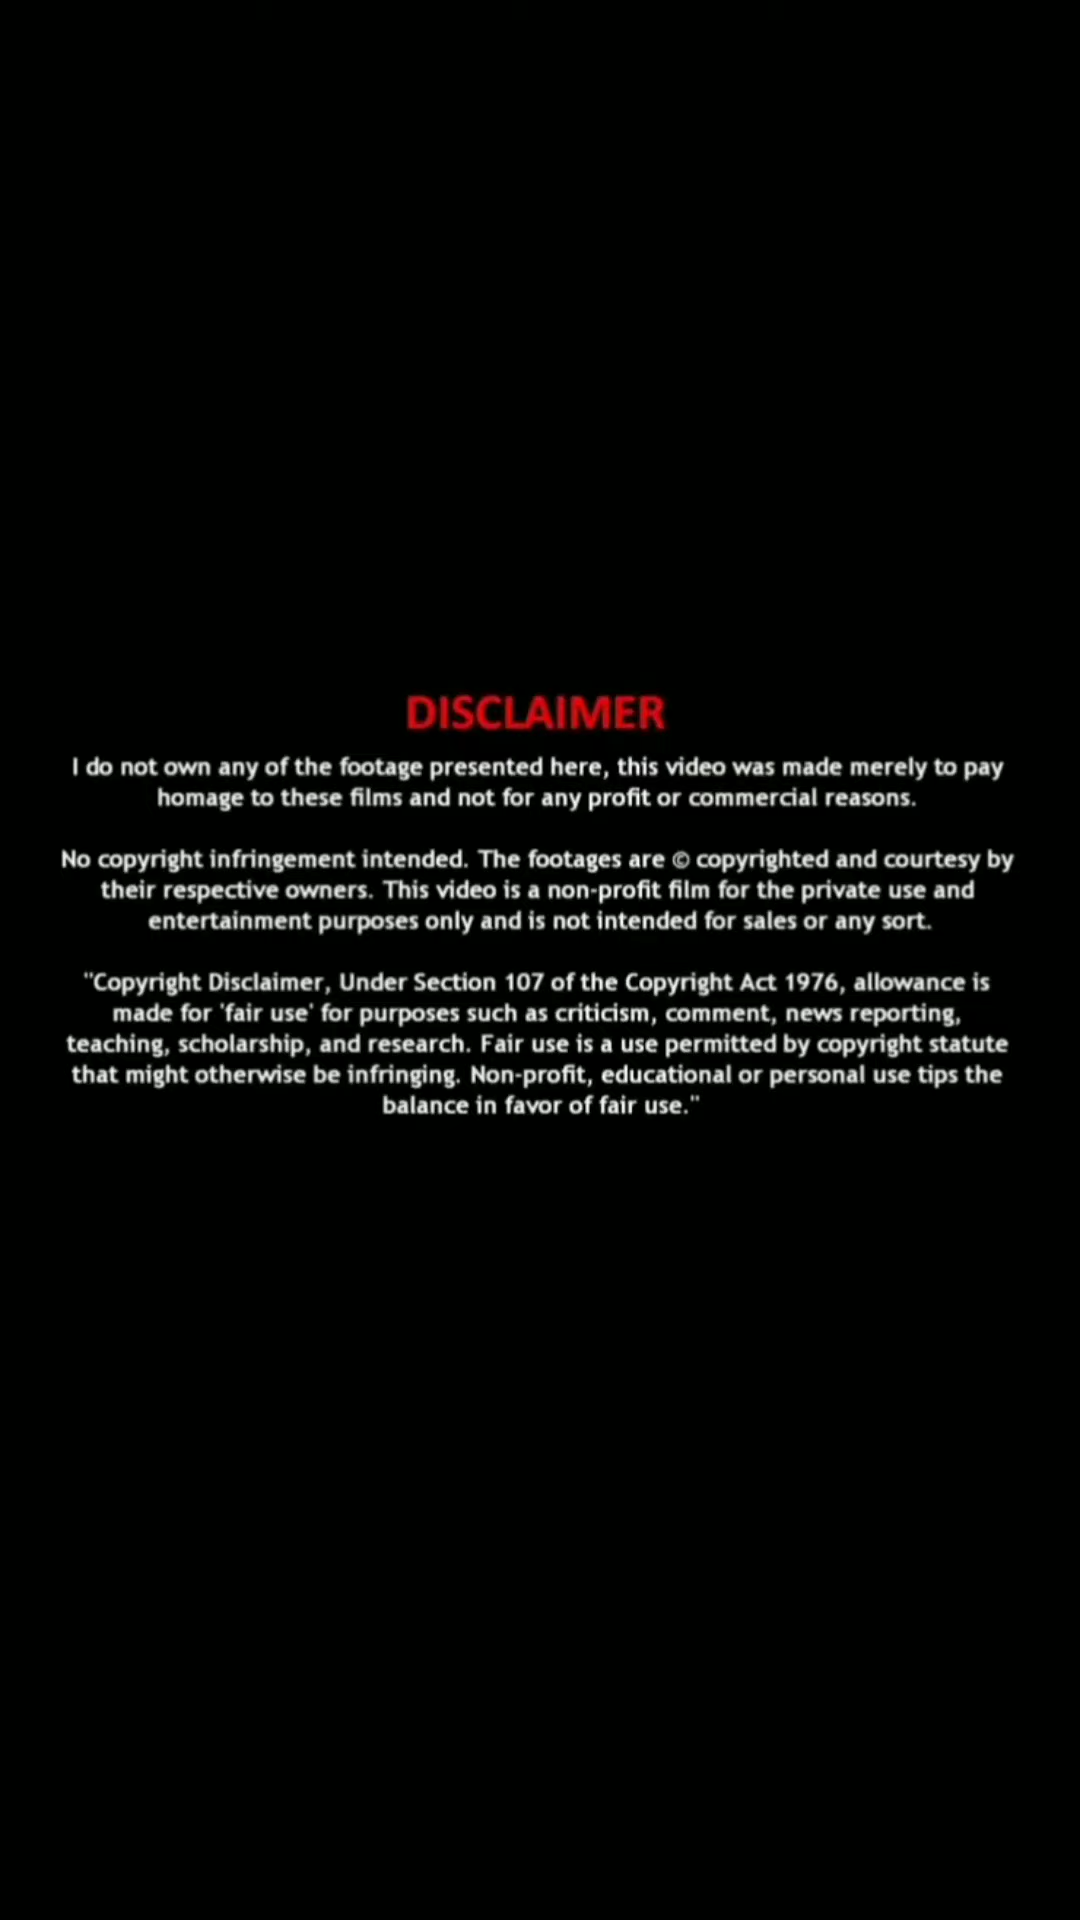 DISCLAIMER
I do not own any of the footage presented here, this video was made merely to pay
homage to these films and not for any profit or commercial reasons.
No copyright infringement intended. The footages are © copyrighted and courtesy by
their respective owners. This video is a non-profit film for the private use and
entertainment purposes only and is not intended for sales or any sort.
"Copyright Disclaimer, Under Section 107 of the Copyright Act 1976, allowance is
made for 'fair use' for purposes such as criticism, comment, news reporting,
teaching, scholarship, and research. Fair use is a use permitted by copyright statute
that might otherwise be infringing. Non-profit, educational or personal use tips the
balance in favor of fair use."